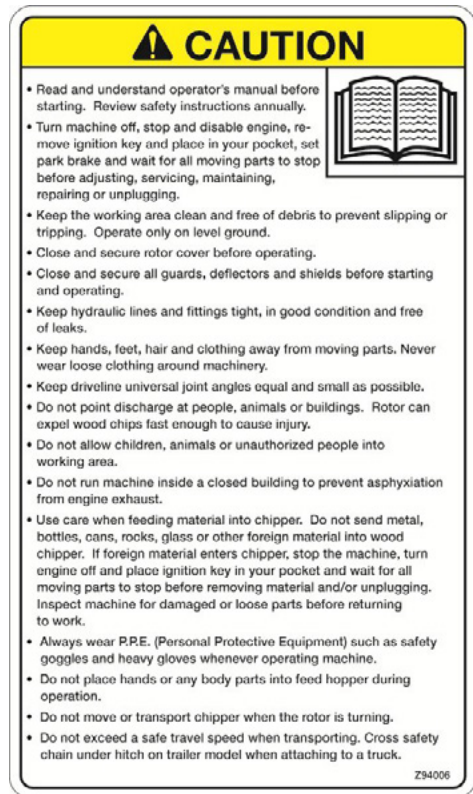 CAUTION
• Read and understand operator's manual before
starting. Review safety instructions annually.
• Turn machine off, stop and disable engine, re-
move ignition key and place in your pocket, set
park brake and wait for all moving parts to stop
before adjusting, servicing, maintaining,
repairing or unplugging.
• Keep the working area clean and free of debris to prevent slipping or
tripping. Operate only on level ground.
• Close and secure rotor cover before operating.
• Close and secure all guards, deflectors and shields before starting
and operating.
• Keep hydraulic lines and fittings tight, in good condition and free
of leaks.
• Keep hands, feet, hair and clothing away from moving parts. Never
wear loose clothing around machinery.
• Keep driveline universal joint angles equal and small as possible.
• Do not point discharge at people, animals or buildings. Rotor can
expel wood chips fast enough to cause injury.
• Do not allow children, animals or unauthorized people into
working area.
• Do not run machine inside a closed building to prevent asphyxiation
from engine exhaust.
• Use care when feeding material into chipper. Do not send metal,
bottles, cans, rocks, glass or other foreign material into wood
chipper. If foreign material enters chipper, stop the machine, turn
engine off and place ignition key in your pocket and wait for all
moving parts to stop before removing material and/or unplugging.
Inspect machine for damaged or loose parts before returning
to work.
• Always wear P.P.E. (Personal Protective Equipment) such as safety
goggles and heavy gloves whenever operating machine.
• Do not place hands or any body parts into feed hopper during
operation.
• Do not move or transport chipper when the rotor is turning.
• Do not exceed a safe travel speed when transporting. Cross safety
chain under hitch on trailer model when attaching to a truck.
Z94006